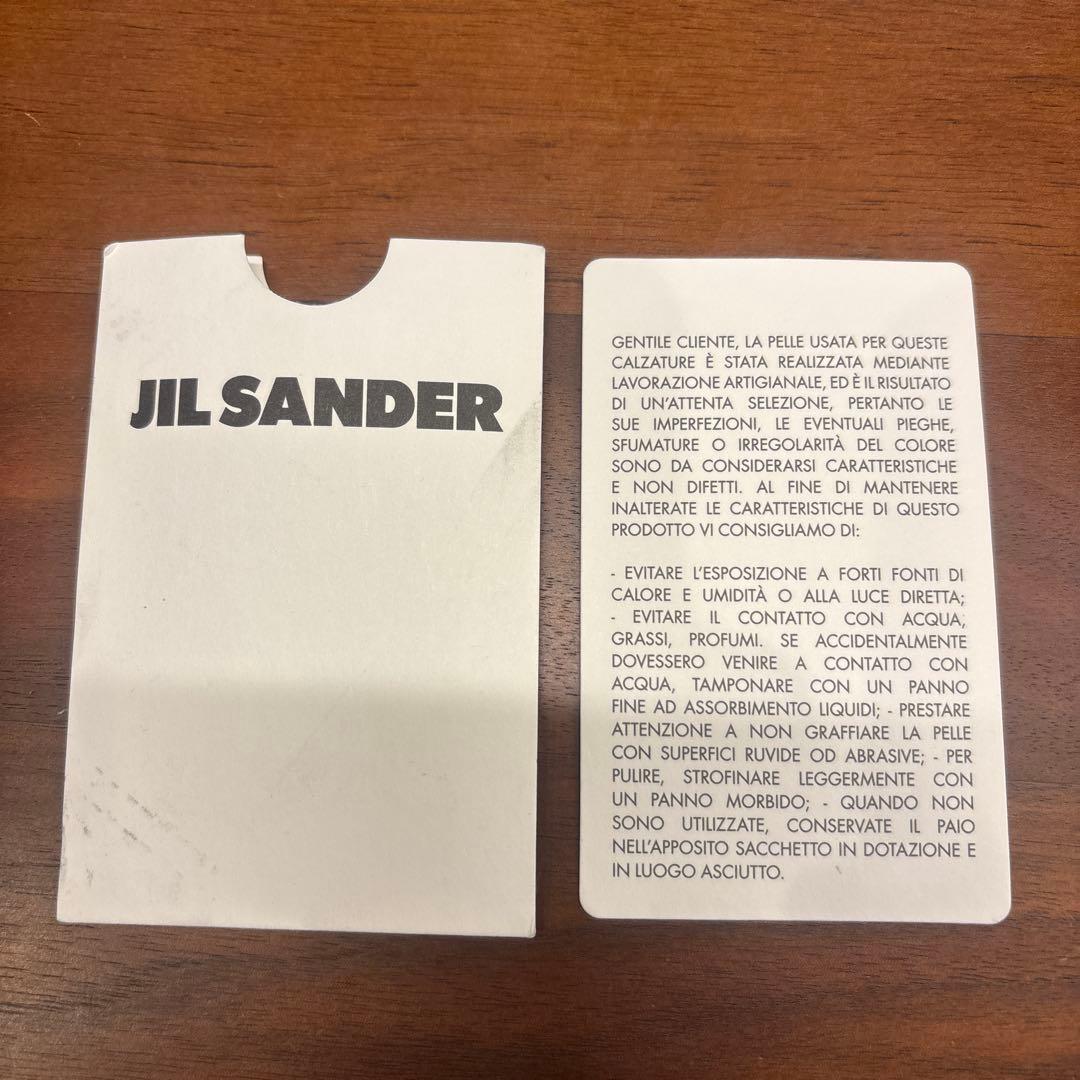 JIL SANDER
GENTILE CLIENTE, LA PELLE USATA PER QUESTE
CALZATURE È STATA REALIZZATA MEDIANTE
LAVORAZIONE ARTIGIANALE, ED È IL RISULTATO
DI UN'ATTENTA SELEZIONE, PERTANTO LE
SUE IMPERFEZIONI, LE EVENTUALI PIEGHE,
SFUMATURE O IRREGOLARITÀ DEL COLORE
SONO DA CONSIDERARSI CARATTERISTICHE
E NON DIFETTI. AL FINE DI MANTENERE
INALTERATE LE CARATTERISTICHE DI QUESTO
PRODOTTO VI CONSIGLIAMO DI:
- EVITARE L'ESPOSIZIONE A FORTI FONTI DI
CALORE E UMIDITÀ O ALLA LUCE DIRETTA;
- EVITARE IL CONTATTO CON ACQUA,
GRASSI, PROFUMI. SE ACCIDENTALMENTE
DOVESSERO VENIRE A CONTATTO CON
ACQUA, TAMPONARE CON UN PANNO
FINE AD ASSORBIMENTO LIQUIDI; - PRESTARE
ATTENZIONE A NON GRAFFIARE LA PELLE
CON SUPERFICI RUVIDE OD ABRASIVE; - PER
PULIRE, STROFINARE LEGGERMENTE CON
UN PANNO MORBIDO; - QUANDO NON
SONO UTILIZZATE, CONSERVATE IL PAIO
NELL'APPOSITO SACCHETTO IN DOTAZIONE E
IN LUOGO ASCIUTTO.